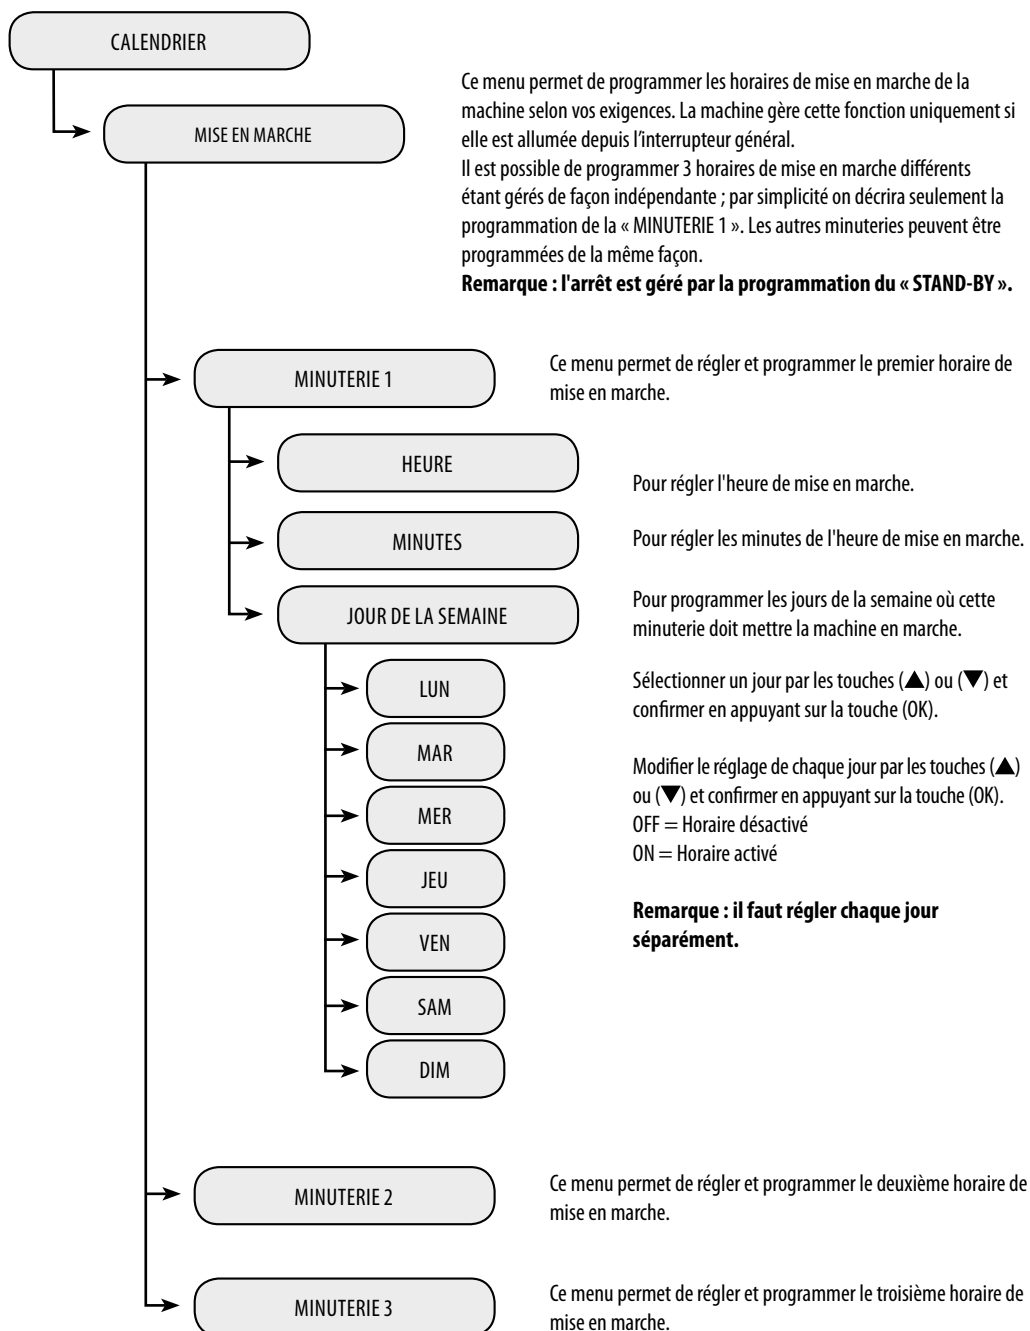 CALENDRIER
MISE EN MARCHE
Ce menu permet de programmer les horaires de mise en marche de la
machine selon vos exigences. La machine gère cette fonction uniquement si
elle est allumée depuis l’interrupteur général.
Il est possible de programmer 3 horaires de mise en marche différents
étant gérés de façon indépendante ; par simplicité on décrira seulement la
programmation de la « MINUTERIE 1 ». Les autres minuteries peuvent être
programmées de la même façon.
Remarque : l'arrêt est géré par la programmation du « STAND-BY ».
MINUTERIE 1
Ce menu permet de régler et programmer le premier horaire de
mise en marche.
HEURE
Pour régler l'heure de mise en marche.
MINUTES
Pour régler les minutes de l'heure de mise en marche.
JOUR DE LA SEMAINE
Pour programmer les jours de la semaine où cette
minuterie doit mettre la machine en marche.
LUN
MAR
MER
JEU
VEN
SAM
DIM
Sélectionner un jour par les touches (▲) ou (▼) et
confirmer en appuyant sur la touche (OK).
Modifier le réglage de chaque jour par les touches (▲)
ou (▼) et confirmer en appuyant sur la touche (OK).
OFF = Horaire désactivé
ON = Horaire activé
Remarque : il faut régler chaque jour
séparément.
MINUTERIE 2
Ce menu permet de régler et programmer le deuxième horaire de
mise en marche.
MINUTERIE 3
Ce menu permet de régler et programmer le troisième horaire de
mise en marche.